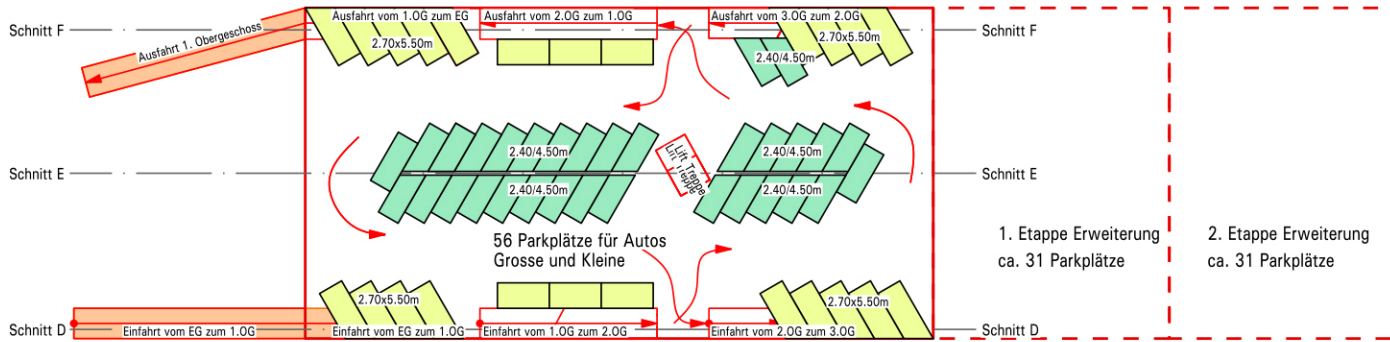 Ausfahrt vom 1.OG zum EG
Ausfahrt vom 2.OG zum 1.OG
Ausfahrt vom 3.OG zum 2.OG
Schnitt F
Schnitt F
Ausfahrt 1. Obergeschoss
2.70x5.50m
2.70x5.50m
2.40/4.50m
2.40/4.50m
2.40/4.50m
Schnitt E
Lift Treppe
Lift Treppe
Schnitt E
2.40/4.50m
2.40/4.50m
56 Parkplätze für Autos
Grosse und Kleine
1. Etappe Erweiterung
ca. 31 Parkplätze
2. Etappe Erweiterung
ca. 31 Parkplätze
2.70x5.50m
2.70x5.50m
Schnitt D
Einfahrt vom EG zum 1.OG
Einfahrt vom EG zum 1.OG
Einfahrt vom 1.OG zum 2.OG
Einfahrt vom 2.OG zum 3.OG
Schnitt D